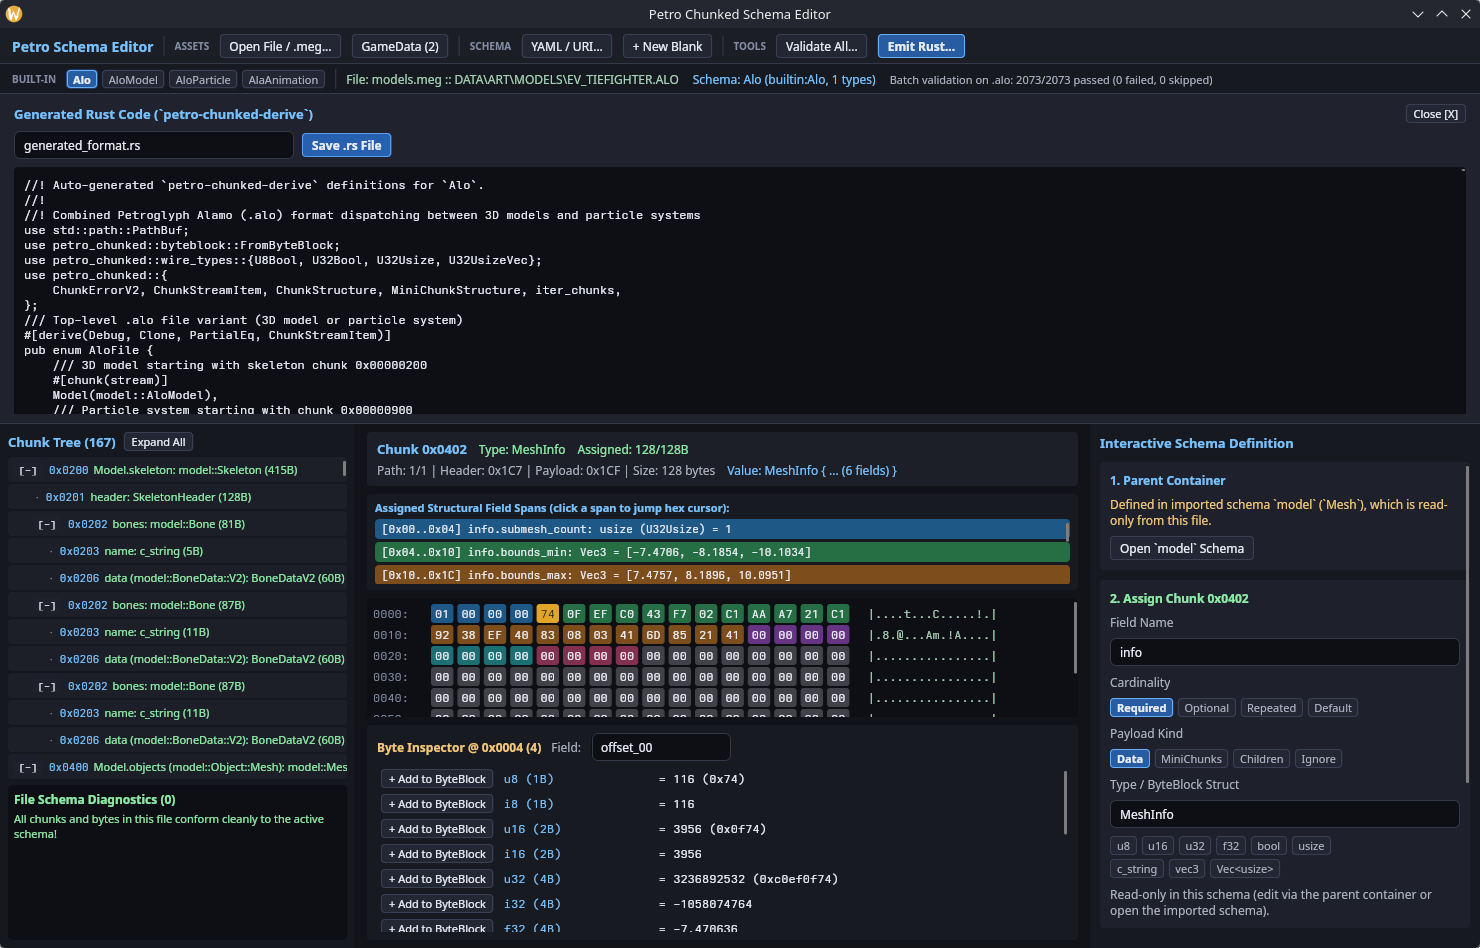 Petro Chunked Schema Editor
Petro Schema Editor ASSETS Open File / .meg... GameData (2) SCHEMA YAML / URI... + New Blank TOOLS Validate All... Emit Rust...
BUILT-IN Alo AloModel AloParticle AlaAnimation File: models.meg :: DATA\ART\MODELS\EV_TIEFIGHTER.ALO Schema: Alo (builtin:Alo, 1 types) Batch validation on .alo: 2073/2073 passed (0 failed, 0 skipped)
Generated Rust Code (`petro-chunked-derive`) Close [X]
generated_format.rs Save .rs File
//! Auto-generated `petro-chunked-derive` definitions for `Alo`.
//!
//! Combined Petroglyph Alamo (.alo) format dispatching between 3D models and particle systems
use std::path::PathBuf;
use petro_chunked::byteblock::FromByteBlock;
use petro_chunked::wire_types::{U8Bool, U32Bool, U32Usize, U32UsizeVec};
use petro_chunked::{
    ChunkErrorV2, ChunkStreamItem, ChunkStructure, MiniChunkStructure, iter_chunks,
};
/// Top-level .alo file variant (3D model or particle system)
#[derive(Debug, Clone, PartialEq, ChunkStreamItem)]
pub enum AloFile {
    /// 3D model starting with skeleton chunk 0x00000200
    #[chunk(stream)]
    Model(model::AloModel),
    /// Particle system starting with chunk 0x00000900
Chunk Tree (167) Expand All
[-] 0x0200 Model.skeleton: model::Skeleton (415B)
· 0x0201 header: SkeletonHeader (128B)
[-] 0x0202 bones: model::Bone (81B)
· 0x0203 name: c_string (5B)
· 0x0206 data (model::BoneData::V2): BoneDataV2 (60B)
[-] 0x0202 bones: model::Bone (87B)
· 0x0203 name: c_string (11B)
· 0x0206 data (model::BoneData::V2): BoneDataV2 (60B)
[-] 0x0202 bones: model::Bone (87B)
· 0x0203 name: c_string (11B)
· 0x0206 data (model::BoneData::V2): BoneDataV2 (60B)
[-] 0x0400 Model.objects (model::Object::Mesh): model::Mes
File Schema Diagnostics (0)
All chunks and bytes in this file conform cleanly to the active
schema!
Chunk 0x0402 Type: MeshInfo Assigned: 128/128B
Path: 1/1 | Header: 0x1C7 | Payload: 0x1CF | Size: 128 bytes Value: MeshInfo { ... (6 fields) }
Assigned Structural Field Spans (click a span to jump hex cursor):
[0x00..0x04] info.submesh_count: usize (U32Usize) = 1
[0x04..0x10] info.bounds_min: Vec3 = [-7.4706, -8.1854, -10.1034]
[0x10..0x1C] info.bounds_max: Vec3 = [7.4757, 8.1896, 10.0951]
0000: 01 00 00 00 74 0F EF C0 43 F7 02 C1 AA A7 21 C1 |....t...C.....!.|
0010: 92 38 EF 40 83 08 03 41 6D 85 21 41 00 00 00 00 |.8.@...Am.!A....|
0020: 00 00 00 00 00 00 00 00 00 00 00 00 00 00 00 00 |................|
0030: 00 00 00 00 00 00 00 00 00 00 00 00 00 00 00 00 |................|
0040: 00 00 00 00 00 00 00 00 00 00 00 00 00 00 00 00 |................|
Byte Inspector @ 0x0004 (4) Field: offset_00
+ Add to ByteBlock u8 (1B) = 116 (0x74)
+ Add to ByteBlock i8 (1B) = 116
+ Add to ByteBlock u16 (2B) = 3956 (0x0f74)
+ Add to ByteBlock i16 (2B) = 3956
+ Add to ByteBlock u32 (4B) = 3236892532 (0xc0ef0f74)
+ Add to ByteBlock i32 (4B) = -1058074764
+ Add to ByteBlock f32 (4B) = -7.470636
Interactive Schema Definition
1. Parent Container
Defined in imported schema `model` (`Mesh`), which is read-
only from this file.
Open `model` Schema
2. Assign Chunk 0x0402
Field Name
info
Cardinality
Required Optional Repeated Default
Payload Kind
Data MiniChunks Children Ignore
Type / ByteBlock Struct
MeshInfo
u8 u16 u32 f32 bool usize
c_string vec3 Vec<usize>
Read-only in this schema (edit via the parent container or
open the imported schema).